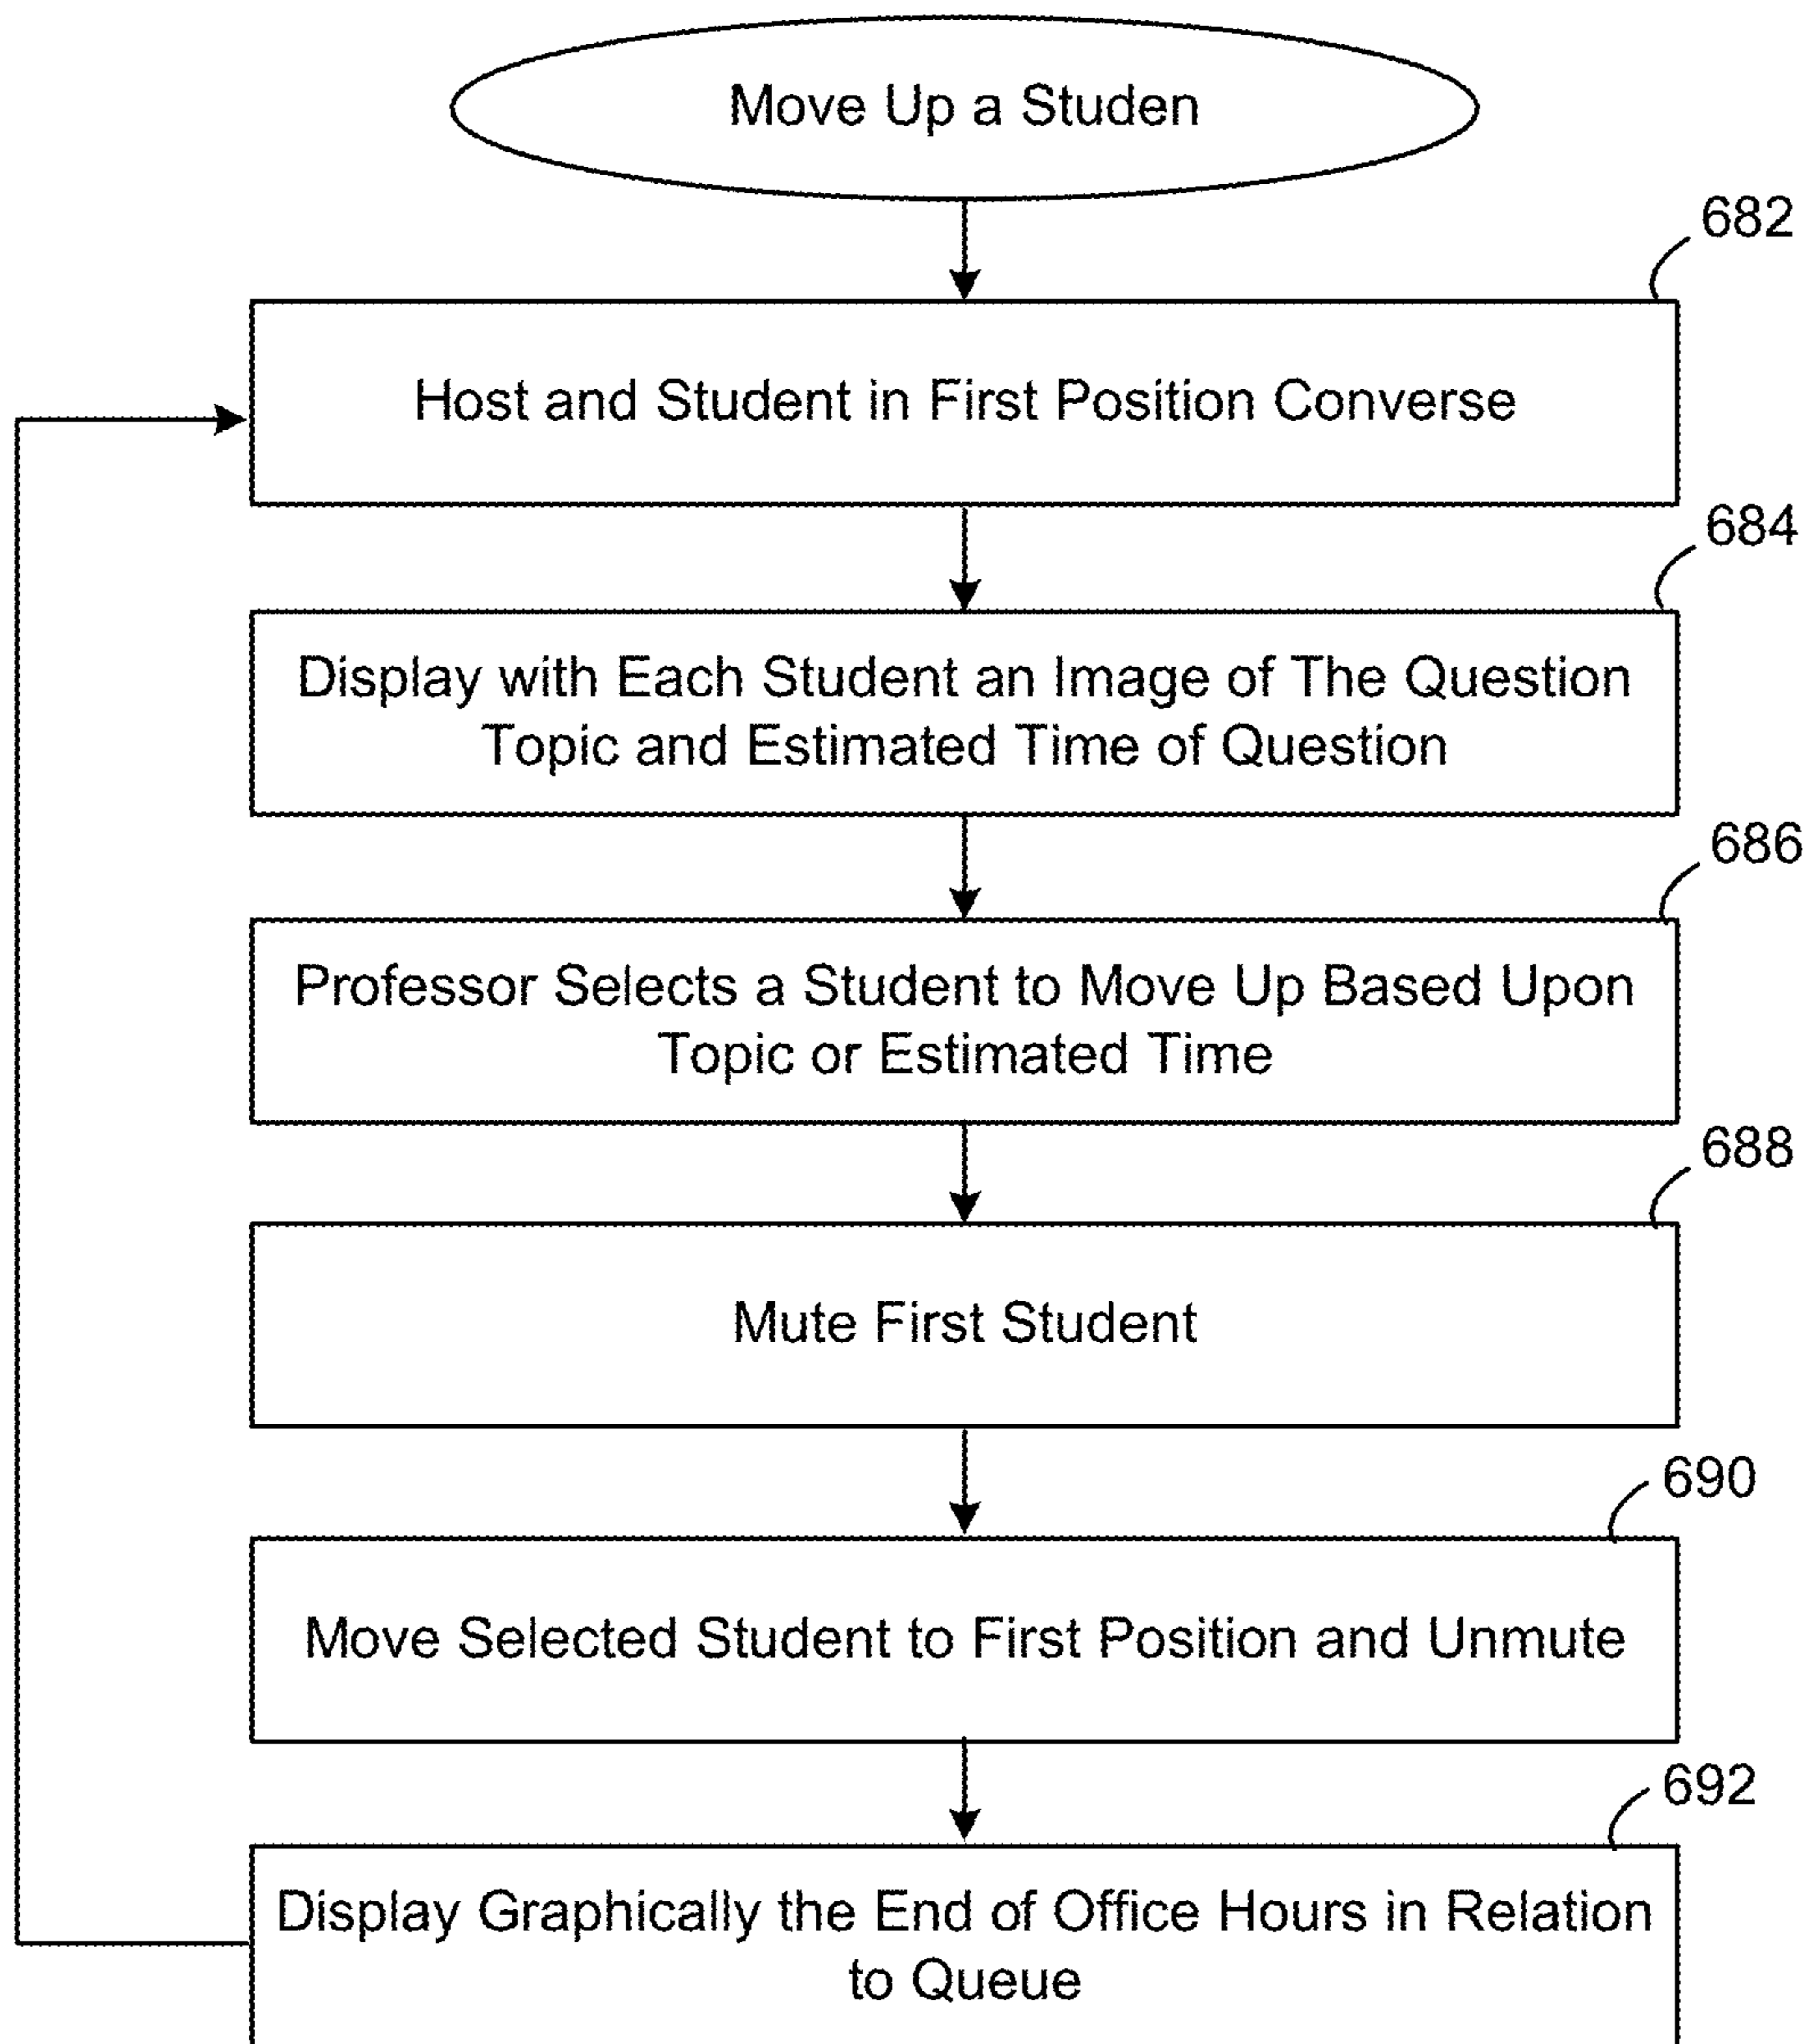 Move Up a Studen
682
Host and Student in First Position Converse
684
Display with Each Student an Image of The Question
Topic and Estimated Time of Question
686
Professor Selects a Student to Move Up Based Upon
Topic or Estimated Time
688
Mute First Student
690
Move Selected Student to First Position and Unmute
692
Display Graphically the End of Office Hours in Relation
to Queue